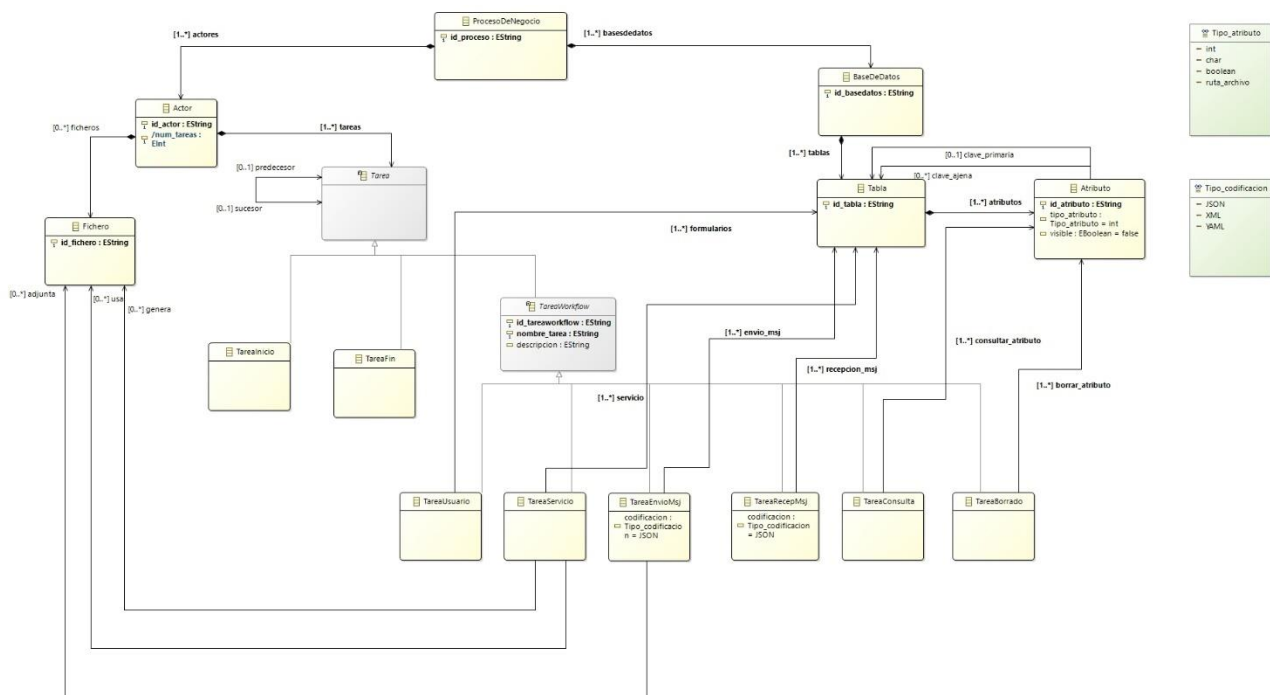 ProcesoDeNegocio
id_proceso : EString
[1..*] actores
[1..*] basesdedatos
Tipo_atributo
int
char
boolean
ruta_archivo
BaseDeDatos
id_basedatos : EString
Actor
id_actor : EString
/num_tareas :
EInt
[0..*] ficheros
[1..*] tareas
[1..*] tablas
[0..1] predecesor
[0..1] sucesor
Tarea
[0..1] clave_primaria
[0..*] clave_ajena
Tabla
id_tabla : EString
[1..*] atributos
Atributo
id_atributo : EString
tipo_atributo :
Tipo_atributo = int
visible : EBoolean = false
Tipo_codificacion
JSON
XML
YAML
Fichero
id_fichero : EString
[1..*] formularios
[0..*] adjunta
[0..*] usa
[0..*] genera
TareaWorkflow
id_tareaworkflow : EString
nombre_tarea : EString
descripcion : EString
TareaInicio
TareaFin
[1..*] envio_msj
[1..*] consultar_atributo
[1..*] recepcion_msj
[1..*] borrar_atributo
[1..*] servicio
TareaUsuario
TareaServicio
TareaEnvioMsj
codificacion :
Tipo_codificacio
n = JSON
TareaRecepMsj
codificacion :
Tipo_codificacion
= JSON
TareaConsulta
TareaBorrado